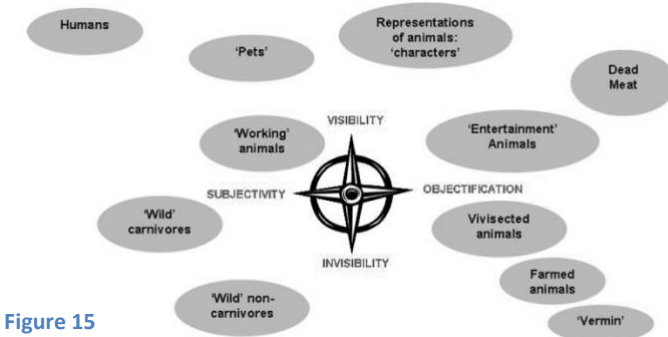 Humans
'Pets'
Representations
of animals:
'characters'
Dead
Meat
VISIBILITY
'Working'
animals
'Entertainment'
Animals
SUBJECTIVITY
OBJECTIFICATION
'Wild'
carnivores
Vivisected
animals
INVISIBILITY
Farmed
animals
'Wild' non-
carnivores
'Vermin'
Figure 15